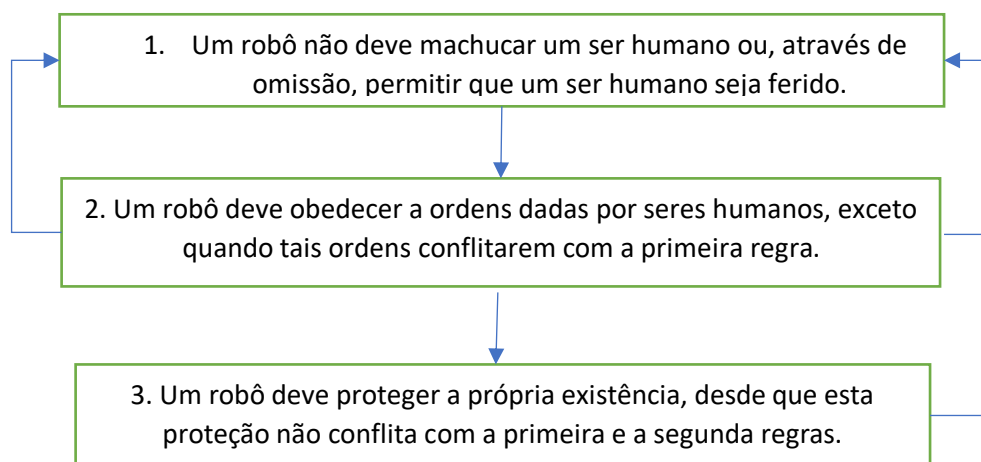 1. Um robô não deve machucar um ser humano ou, através de
omissão, permitir que um ser humano seja ferido.
2. Um robô deve obedecer a ordens dadas por seres humanos, exceto
quando tais ordens conflitarem com a primeira regra.
3. Um robô deve proteger a própria existência, desde que esta
proteção não conflita com a primeira e a segunda regras.